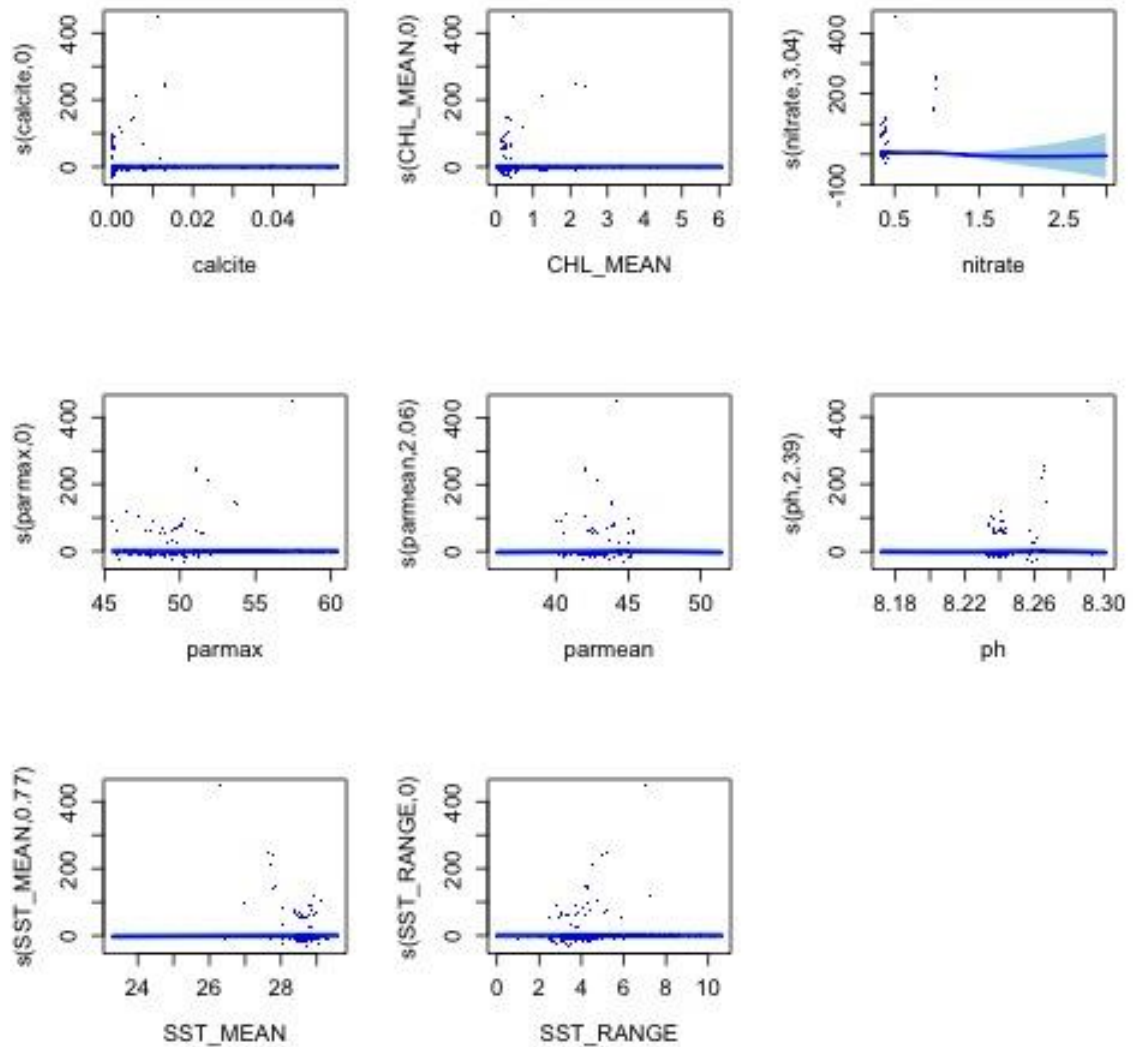 s(calcite,0)
400
200
0
0.00 0.02 0.04
calcite
s(CHL_MEAN,0)
400
200
0
0 1 2 3 4 5 6
CHL_MEAN
s(nitrate,3.04)
400
200
-100
0.5 1.5 2.5
nitrate
s(parmax,0)
400
200
0
45 50 55 60
parmax
s(parmean,2.06)
400
200
0
40 45 50
parmean
s(ph,2.39)
400
200
0
8.18 8.22 8.26 8.30
ph
s(SST_MEAN,0.77)
400
200
0
24 26 28
SST_MEAN
s(SST_RANGE,0)
400
200
0
0 2 4 6 8 10
SST_RANGE